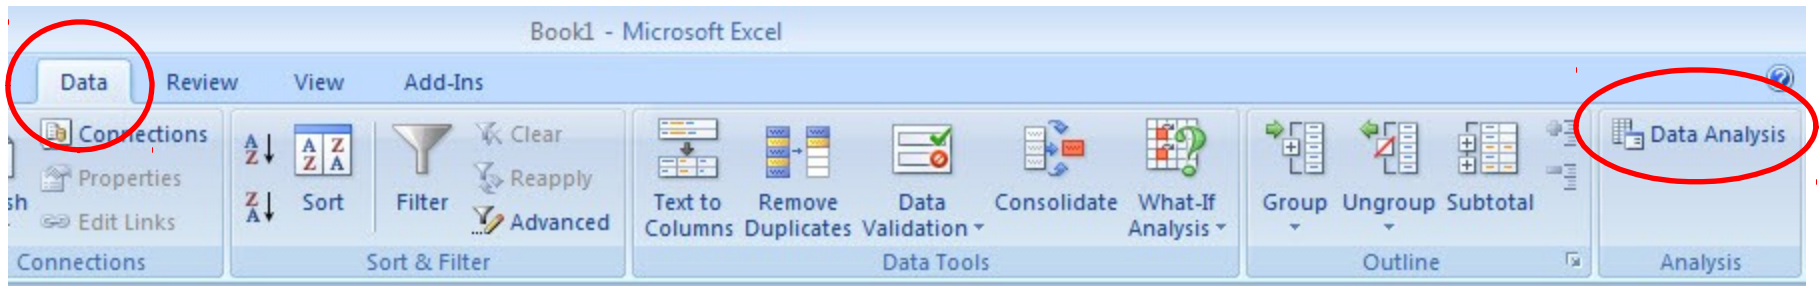 Book1 - Microsoft Excel
Data Review View Add-Ins
Connections
Properties
sh
Edit Links
Connections
Sort
Filter
Clear
Reapply
Advanced
Sort & Filter
Text to
Columns
Remove
Duplicates
Data
Validation
Consolidate
What-If
Analysis
Data Tools
Group
Ungroup
Subtotal
Outline
Data Analysis
Analysis